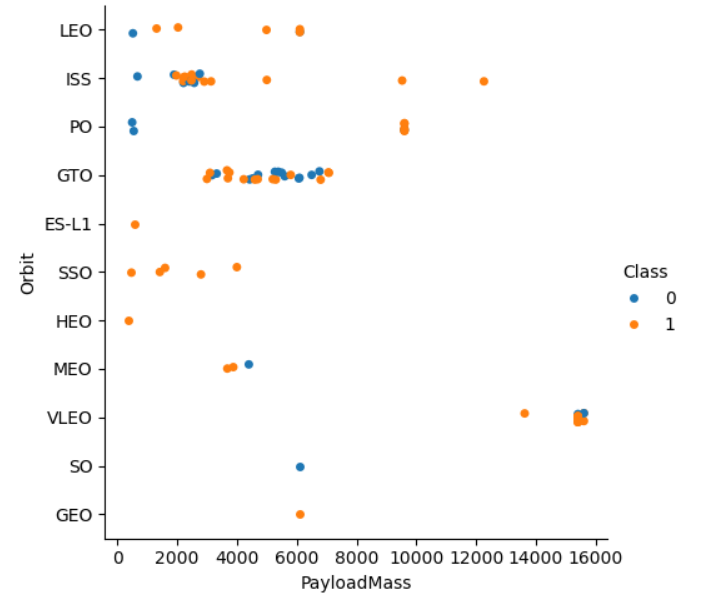 Orbit
LEO
ISS
PO
GTO
ES-L1
SSO
HEO
MEO
VLEO
SO
GEO
0 2000 4000 6000 8000 10000 12000 14000 16000
PayloadMass
Class
0
1